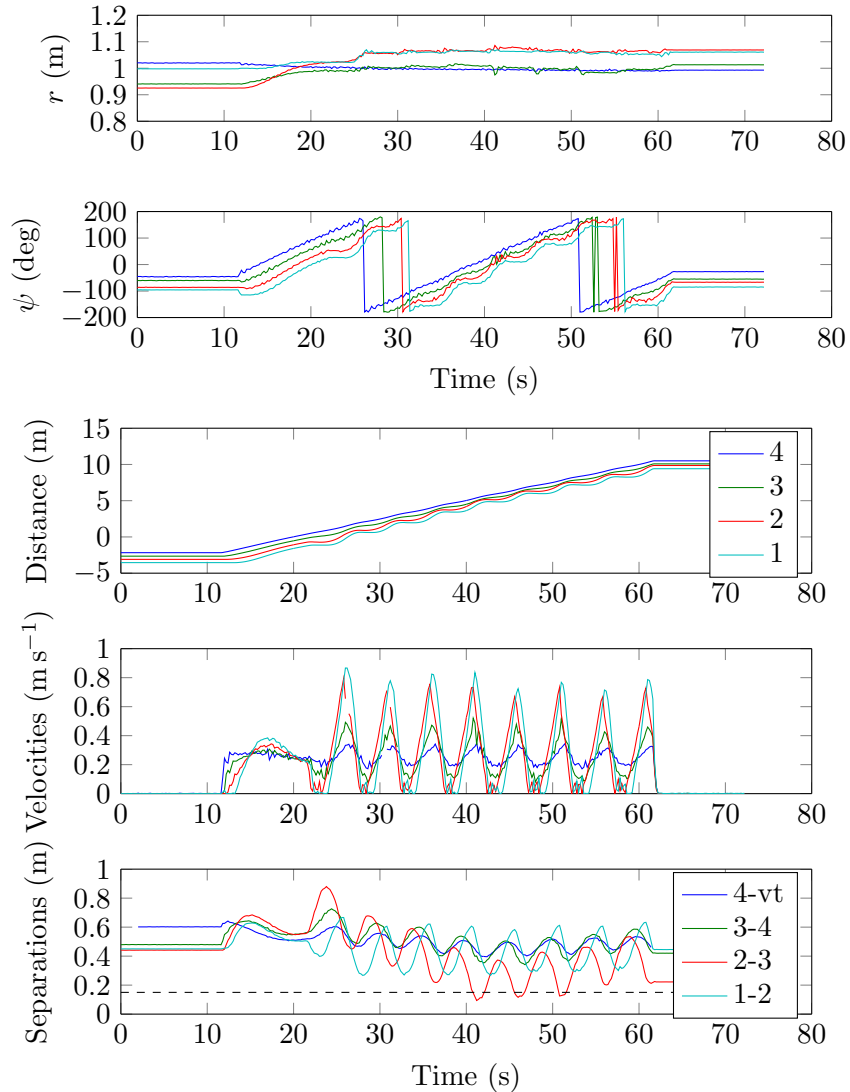 1.2
1.1
1
0.9
0.8
r (m)
0 10 20 30 40 50 60 70 80
200
100
0
−100
−200
ψ (deg)
0 10 20 30 40 50 60 70 80
Time (s)
15
10
5
0
−5
Distance (m)
0 10 20 30 40 50 60 70 80
4
3
2
1
1
0.8
0.6
0.4
0.2
0
Velocities (m s⁻¹)
0 10 20 30 40 50 60 70 80
1
0.8
0.6
0.4
0.2
0
Separations (m)
0 10 20 30 40 50 60 70 80
4-vt
3-4
2-3
1-2
Time (s)